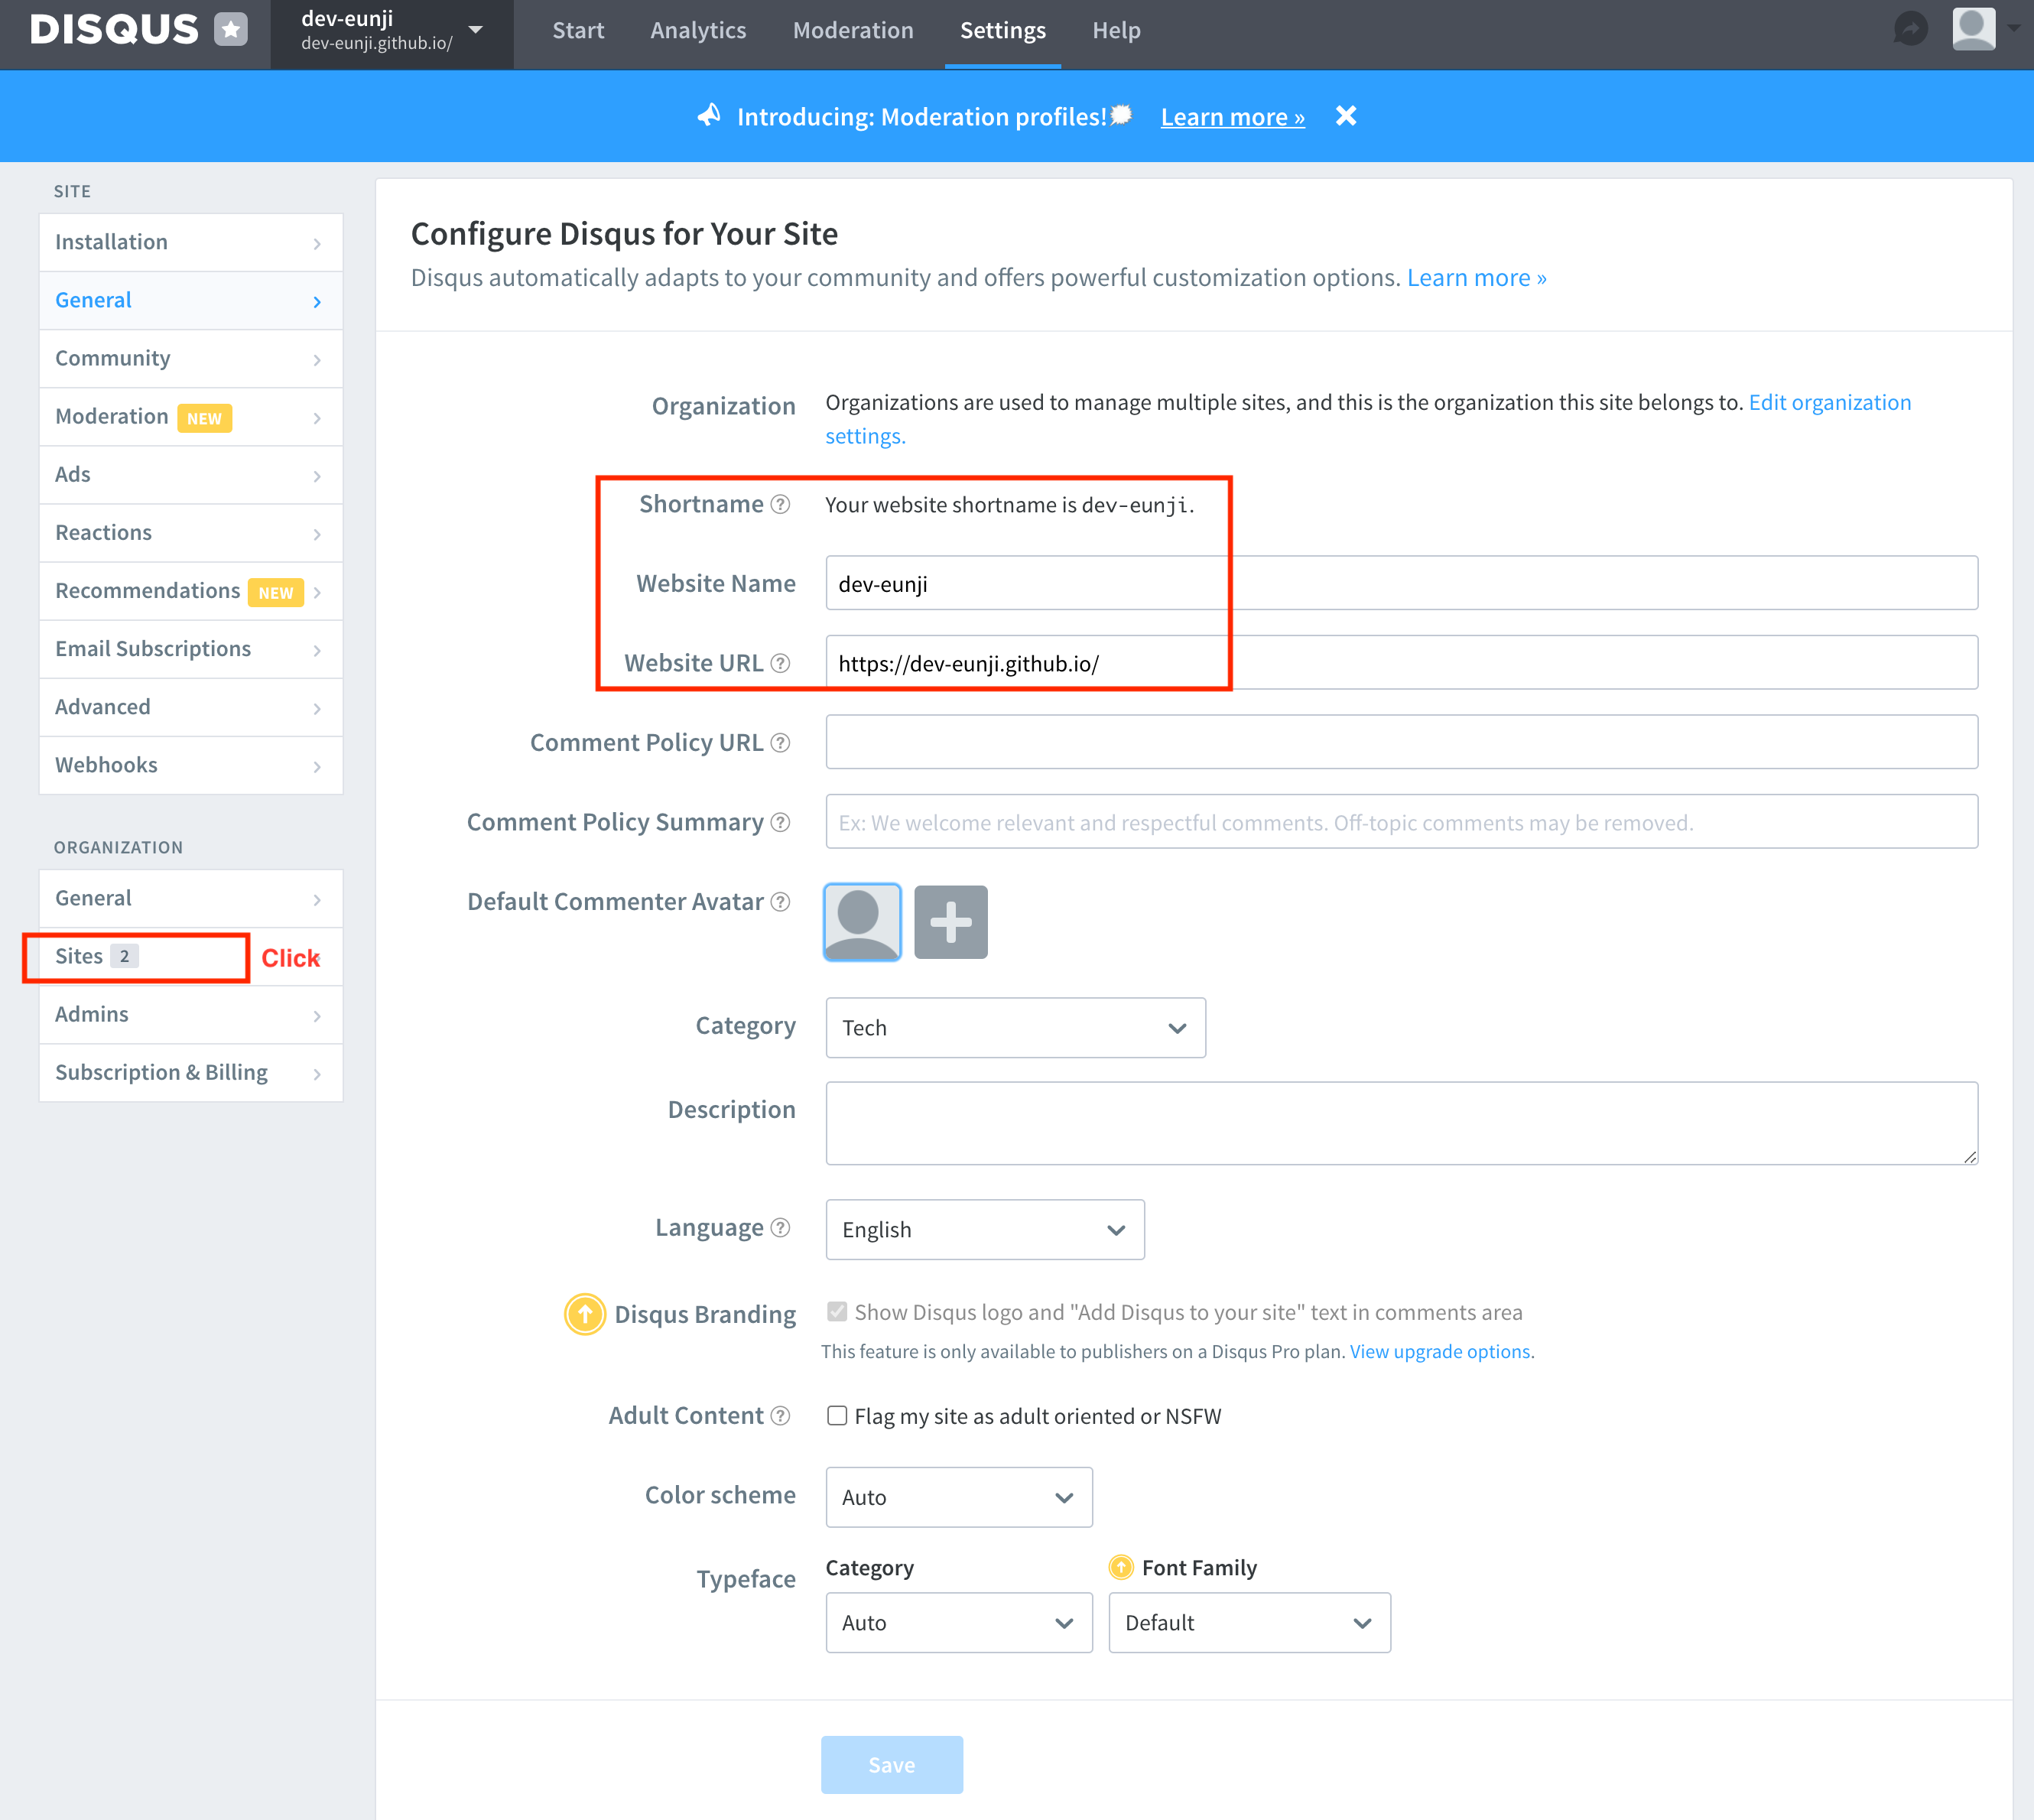 DISQUS
dev-eunji
dev-eunji.github.io/
Start
Analytics
Moderation
Settings
Help
Introducing: Moderation profiles! Learn more »
SITE
Installation
General
Community
Moderation NEW
Ads
Reactions
Recommendations NEW
Email Subscriptions
Advanced
Webhooks
ORGANIZATION
General
Sites 2
Click
Admins
Subscription & Billing
Configure Disqus for Your Site
Disqus automatically adapts to your community and offers powerful customization options. Learn more »
Organization
Organizations are used to manage multiple sites, and this is the organization this site belongs to. Edit organization
settings.
Shortname ?
Your website shortname is dev-eunji.
Website Name
dev-eunji
Website URL ?
https://dev-eunji.github.io/
Comment Policy URL ?
Comment Policy Summary ?
Ex: We welcome relevant and respectful comments. Off-topic comments may be removed.
Default Commenter Avatar ?
Category
Tech
Description
Language ?
English
Disqus Branding
Show Disqus logo and "Add Disqus to your site" text in comments area
This feature is only available to publishers on a Disqus Pro plan. View upgrade options.
Adult Content ?
Flag my site as adult oriented or NSFW
Color scheme
Auto
Typeface
Category
Font Family
Auto
Default
Save